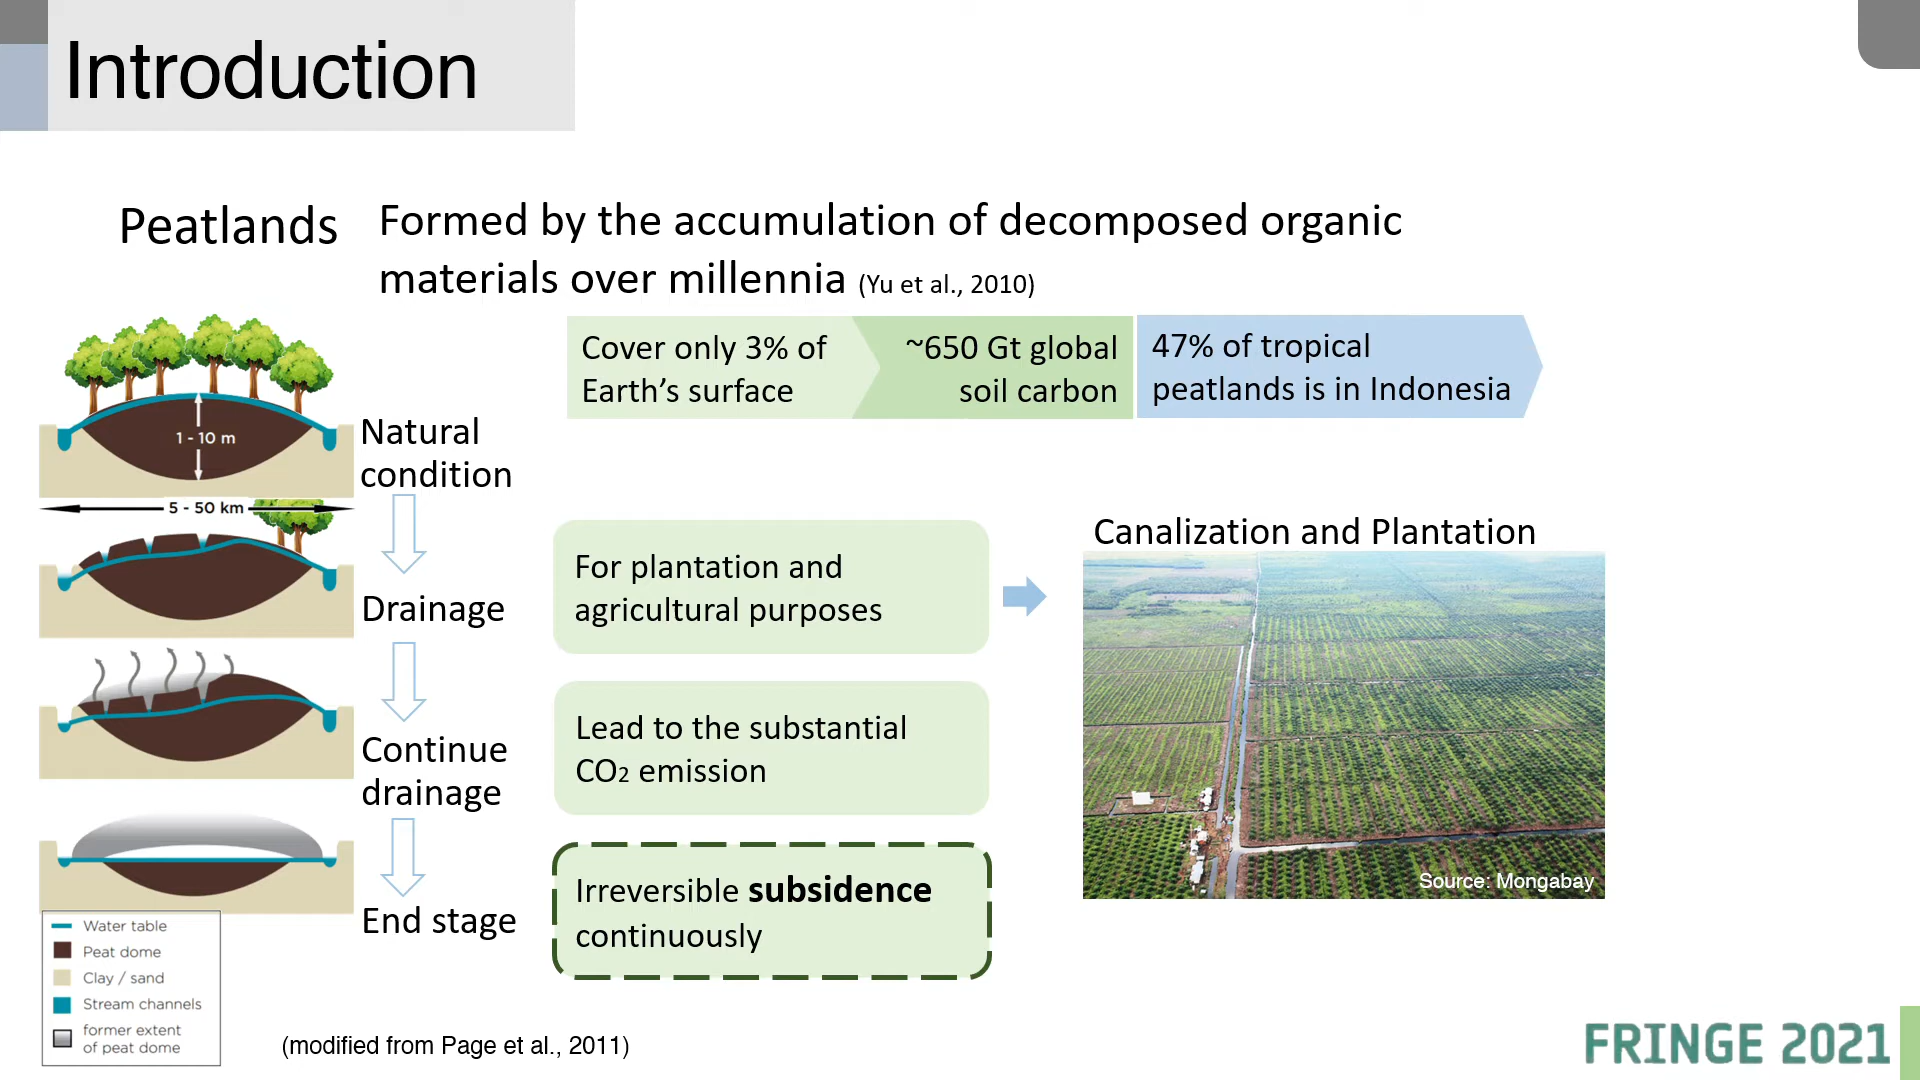 Introduction
Peatlands
Formed by the accumulation of decomposed organic
materials over millennia (Yu et al., 2010)
Cover only 3% of
Earth’s surface
~650 Gt global
soil carbon
47% of tropical
peatlands is in Indonesia
1 - 10 m
Natural
condition
5 - 50 km
Drainage
Continue
drainage
End stage
For plantation and
agricultural purposes
Lead to the substantial
CO2 emission
Irreversible subsidence
continuously
Canalization and Plantation
Source: Mongabay
Water table
Peat dome
Clay / sand
Stream channels
former extent
of peat dome
(modified from Page et al., 2011)
FRINGE 2021